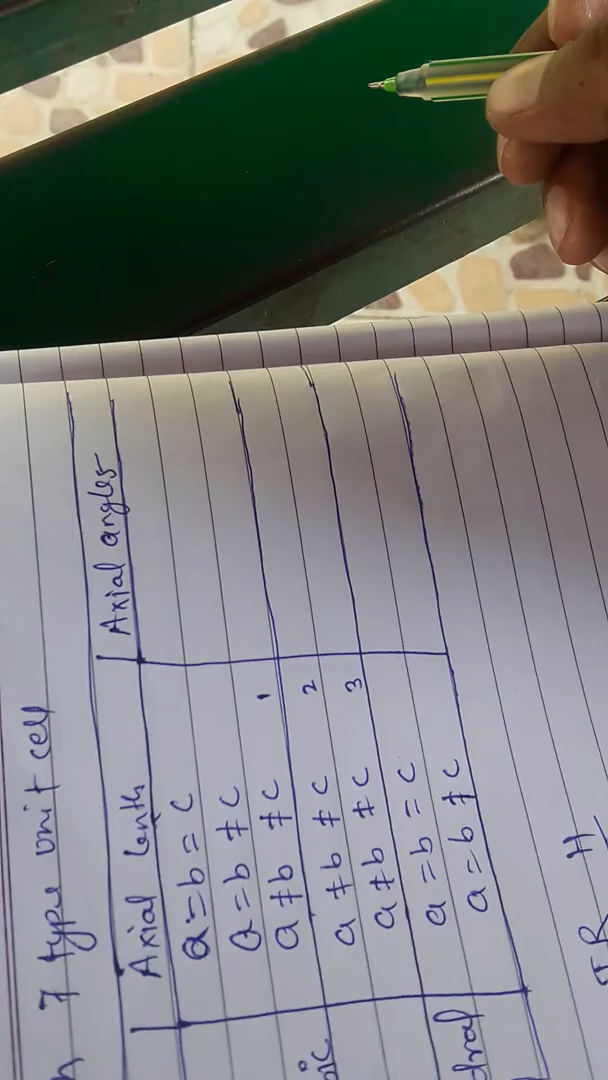 7 type unit cell
Axial lenth Axial angles
a = b = c
a = b ≠ c
a ≠ b ≠ c 1
a ≠ b ≠ c 2
a ≠ b ≠ c 3
a = b = c
a = b ≠ c
H